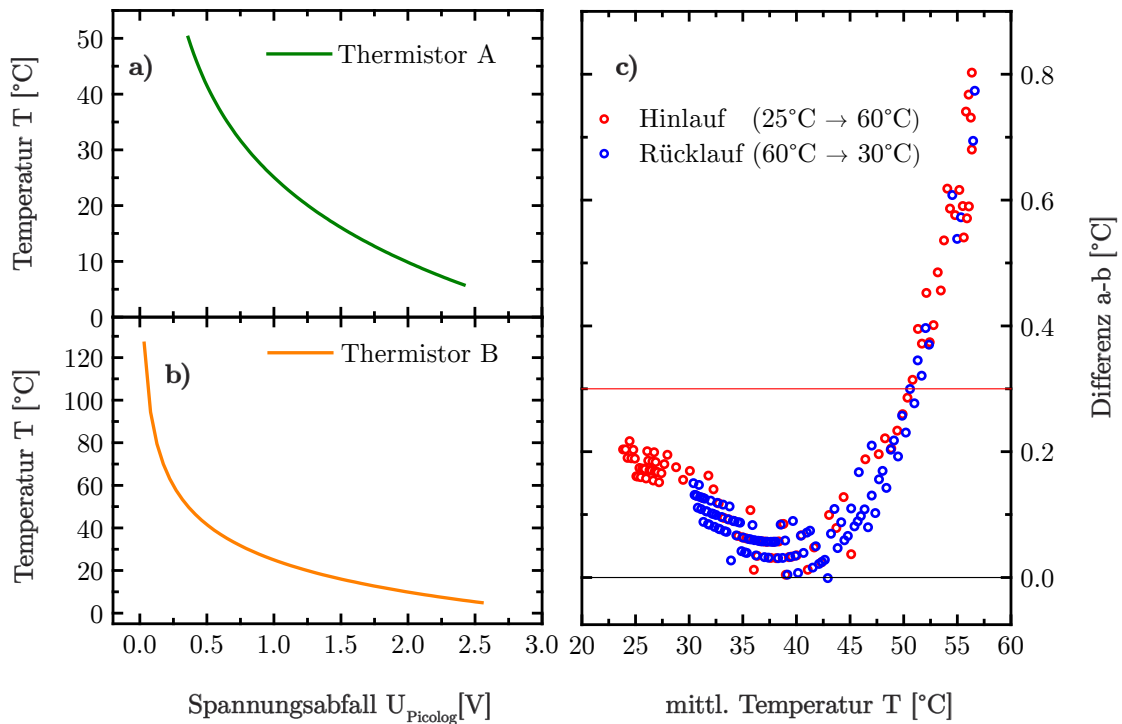 a)
Thermistor A
Temperatur T [°C]
50
40
30
20
10
0
b)
Thermistor B
Temperatur T [°C]
120
100
80
60
40
20
0
0.0 0.5 1.0 1.5 2.0 2.5 3.0
Spannungsabfall U_Picolog[V]
c)
Hinlauf (25°C → 60°C)
Rücklauf (60°C → 30°C)
0.8
0.6
0.4
0.2
0.0
Differenz a-b [°C]
20 25 30 35 40 45 50 55 60
mittl. Temperatur T [°C]